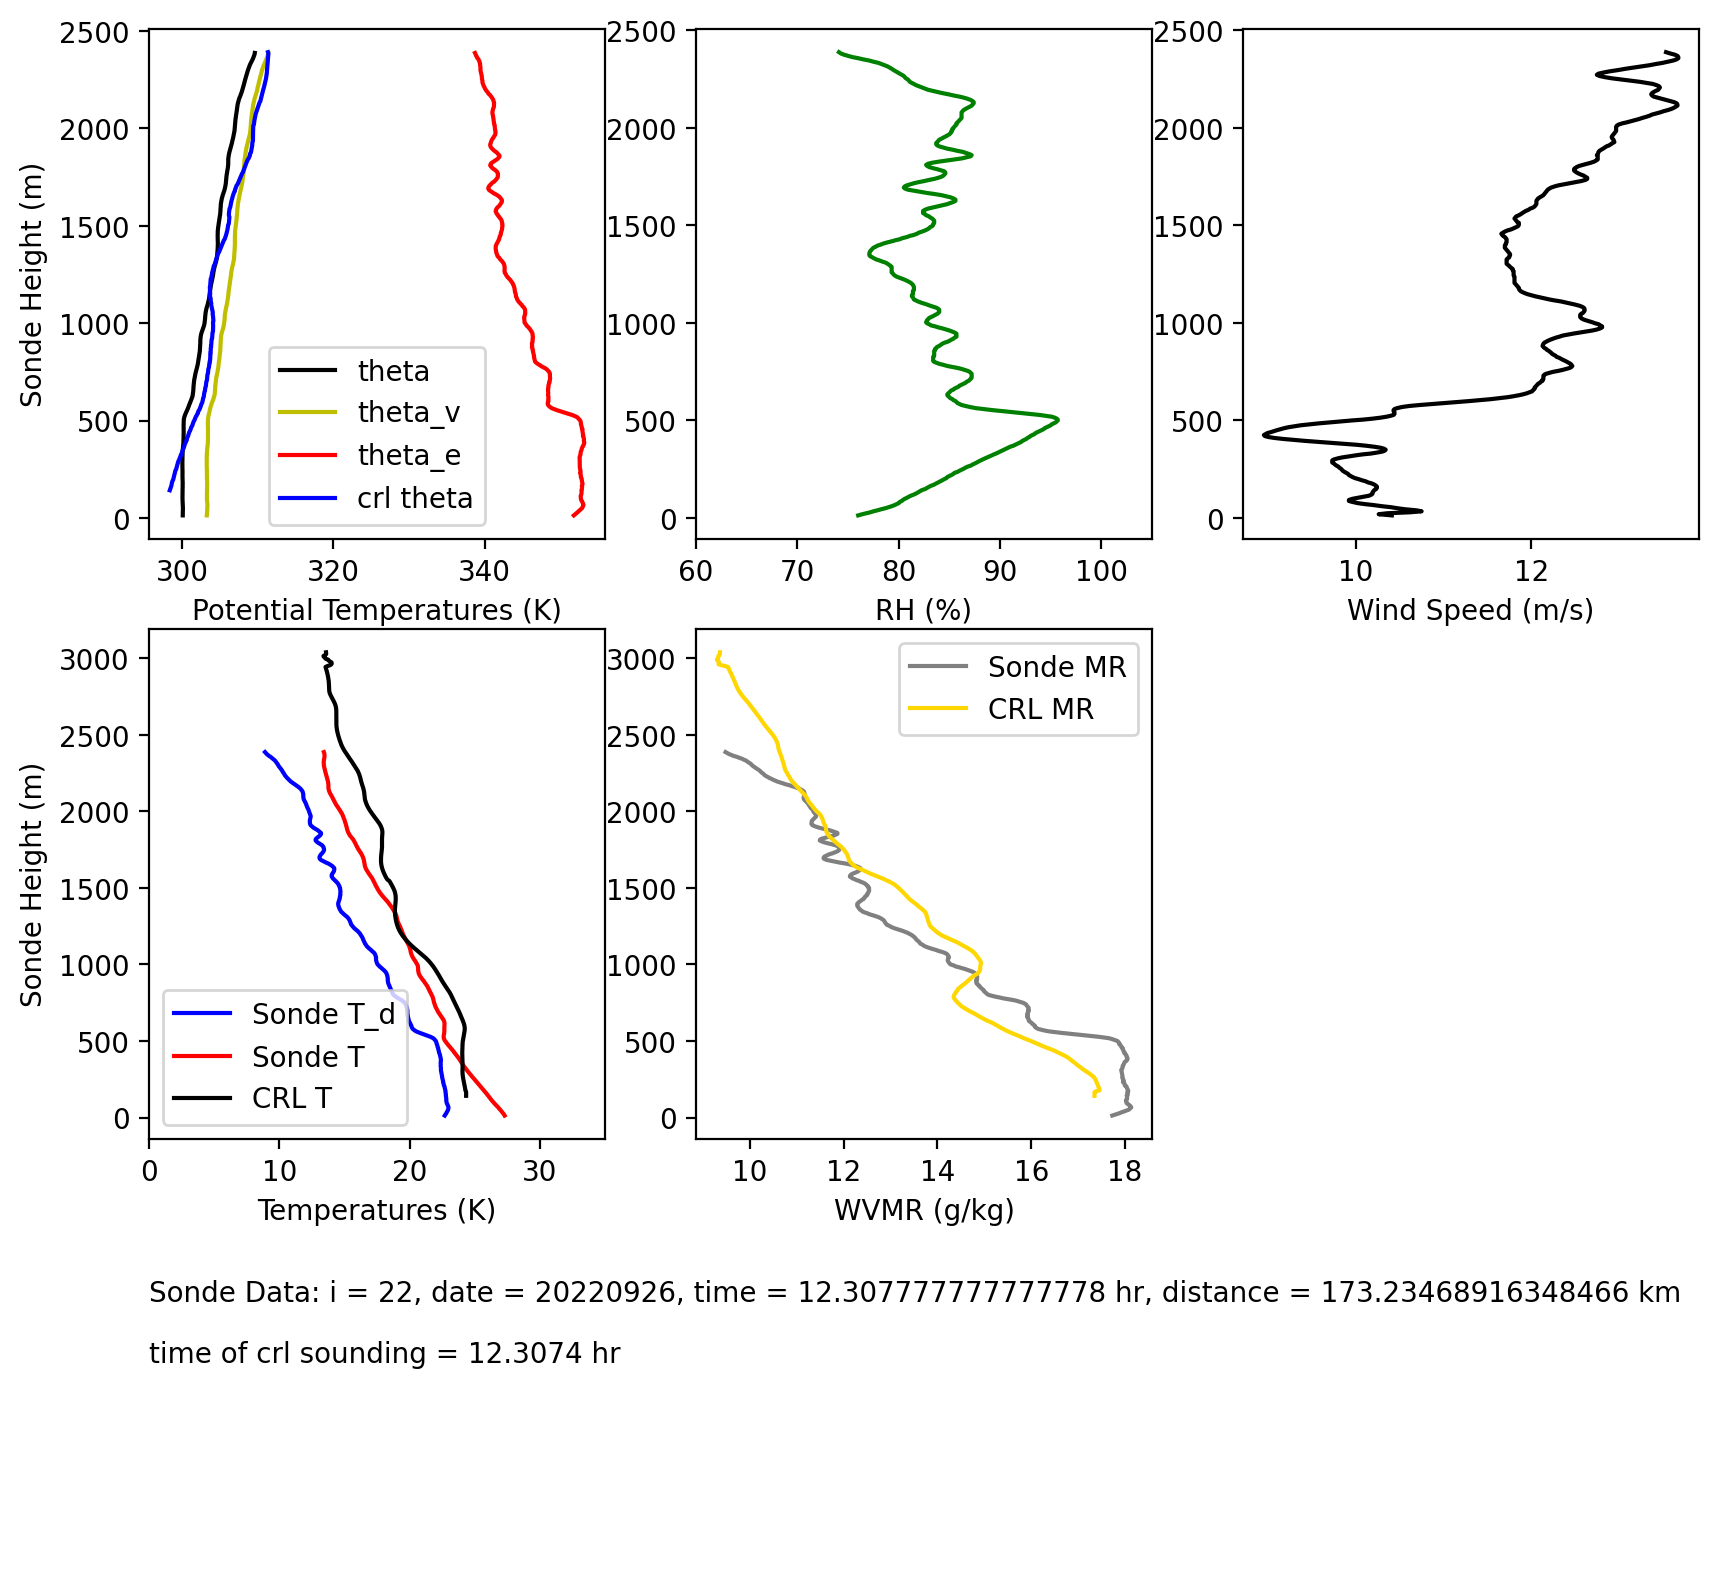 2500
2000
1500
1000
500
0
Sonde Height (m)
theta
theta_v
theta_e
crl theta
300 320 340
Potential Temperatures (K)
2500
2000
1500
1000
500
0
60 70 80 90 100
RH (%)
2500
2000
1500
1000
500
0
10 12
Wind Speed (m/s)
3000
2500
2000
1500
1000
500
0
Sonde Height (m)
Sonde T_d
Sonde T
CRL T
0 10 20 30
Temperatures (K)
3000
2500
2000
1500
1000
500
0
Sonde MR
CRL MR
10 12 14 16 18
WVMR (g/kg)
Sonde Data: i = 22, date = 20220926, time = 12.307777777777778 hr, distance = 173.23468916348466 km
time of crl sounding = 12.3074 hr